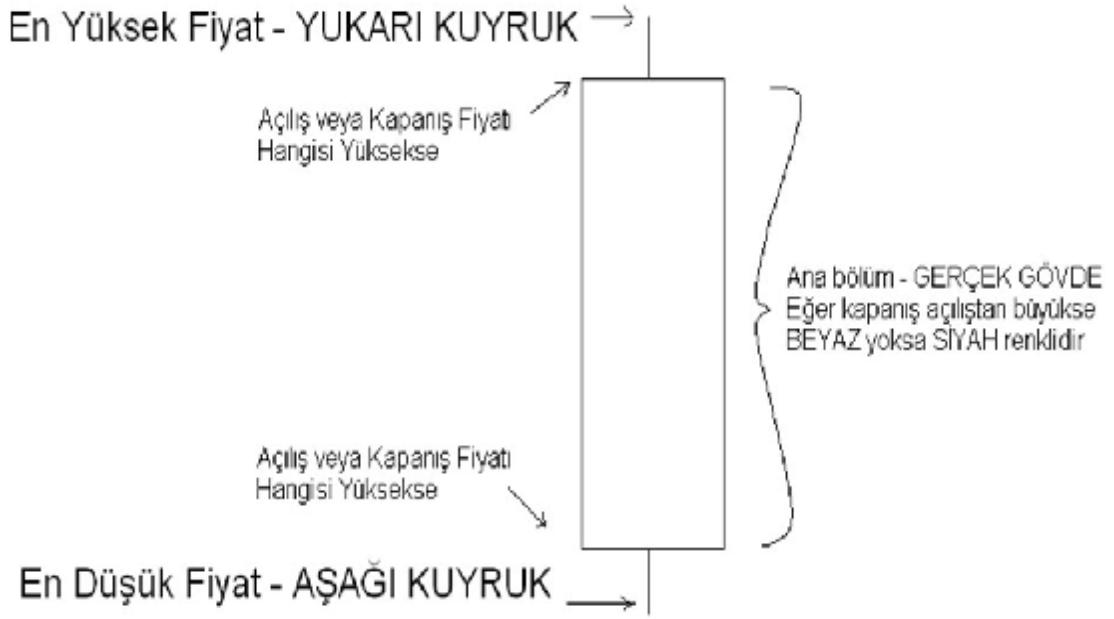 En Yüksek Fiyat - YUKARI KUYRUK
Açılış veya Kapanış Fiyatı
Hangisi Yüksekse
Ana bölüm - GERÇEK GÖVDE
Eğer kapanış açılıştan büyükse
BEYAZ yoksa SİYAH renklidir
Açılış veya Kapanış Fiyatı
Hangisi Yüksekse
En Düşük Fiyat - AŞAĞI KUYRUK